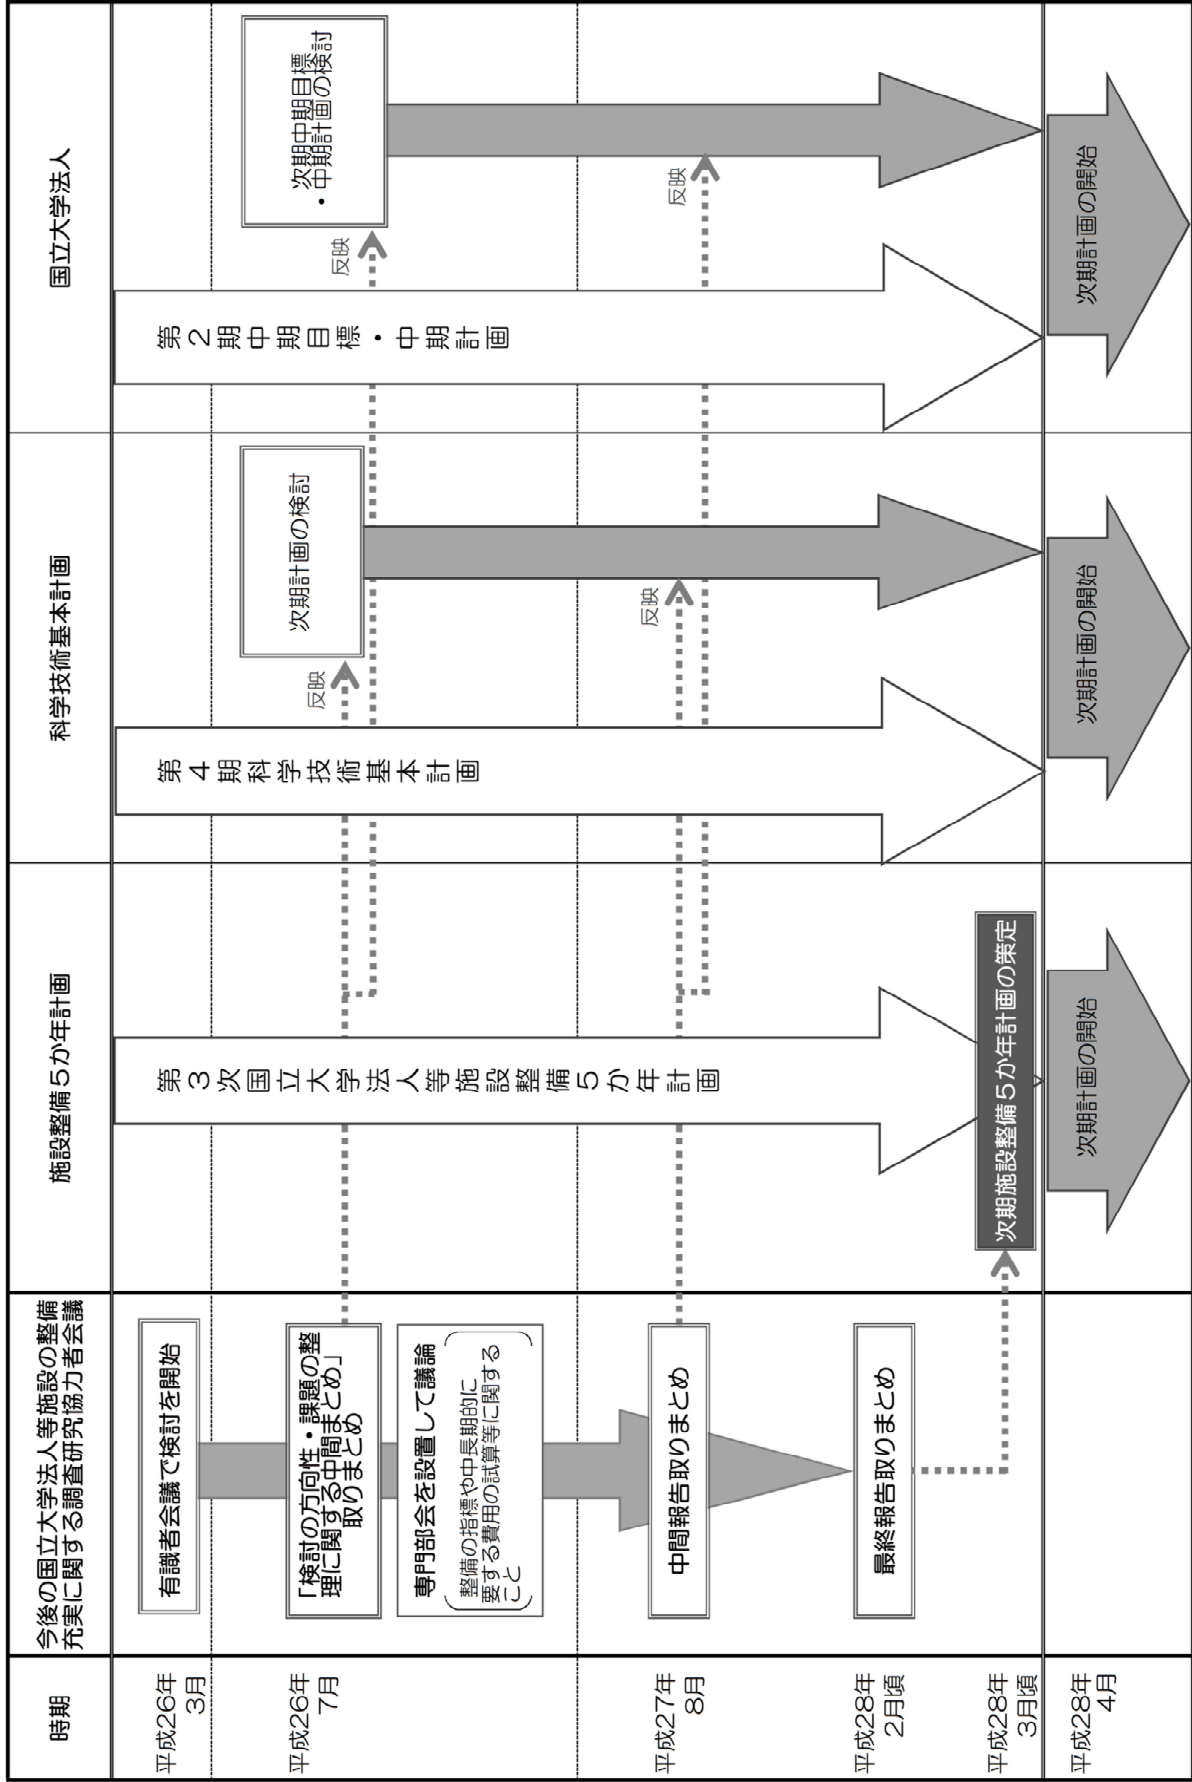 時期
今後の国立大学法人等施設の整備
充実に関する調査研究協力者会議
施設整備5か年計画
科学技術基本計画
国立大学法人
平成26年
3月
有識者会議で検討を開始
第3次国立大学法人等施設整備5か年計画
第4期科学技術基本計画
第2期中期目標・中期計画
平成26年
7月
「検討の方向性・課題の整
理に関する中間まとめ」
取りまとめ
反映
次期計画の検討
反映
次期中期目標
・中期計画の検討
専門部会を設置して議論
整備の指標や中長期的に
要する費用の試算等に関する
こと
平成27年
8月
中間報告取りまとめ
反映
反映
平成28年
2月頃
最終報告取りまとめ
平成28年
3月頃
次期施設整備5か年計画の策定
平成28年
4月
次期計画の開始
次期計画の開始
次期計画の開始